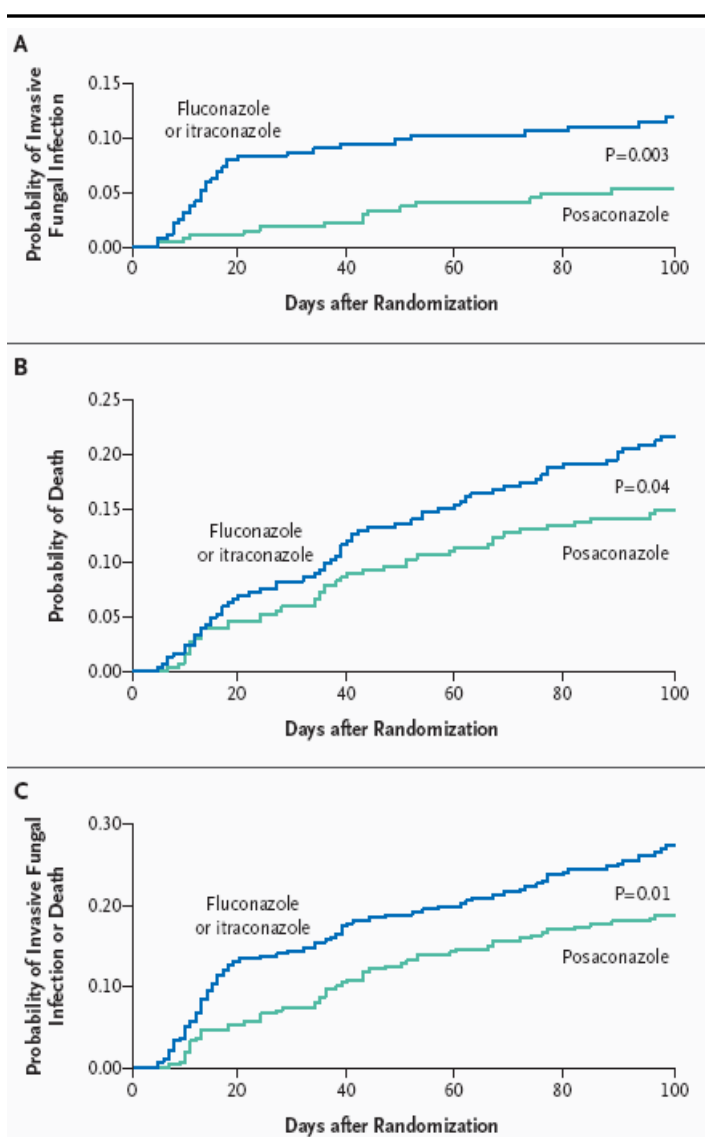 A
Probability of Invasive
Fungal Infection
0.15
0.10
0.05
0.00
Fluconazole
or itraconazole
P=0.003
Posaconazole
0
20
40
60
80
100
Days after Randomization
B
Probability of Death
0.25
0.20
0.15
0.10
0.05
0.00
Fluconazole
or itraconazole
P=0.04
Posaconazole
0
20
40
60
80
100
Days after Randomization
C
Probability of Invasive Fungal
Infection or Death
0.30
0.20
0.10
0.00
Fluconazole
or itraconazole
P=0.01
Posaconazole
0
20
40
60
80
100
Days after Randomization